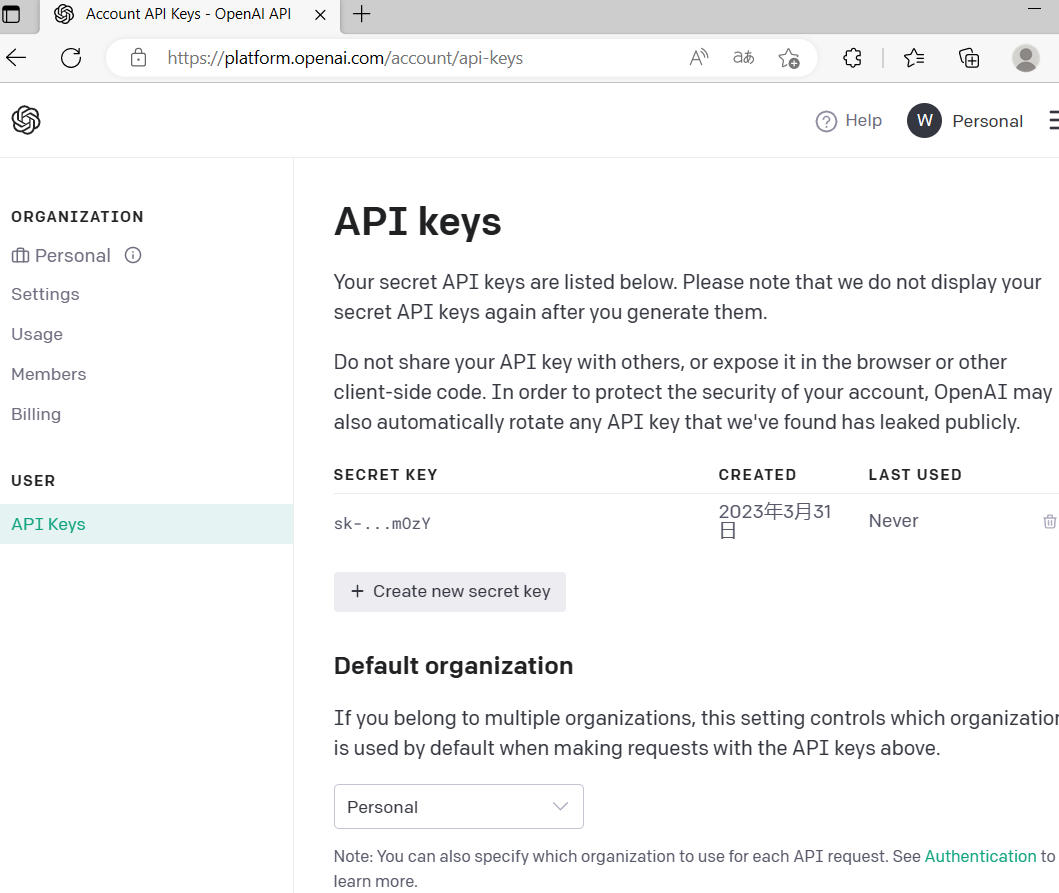 Account API Keys - OpenAI API
https://platform.openai.com/account/api-keys
Help
W
Personal
ORGANIZATION
Personal
Settings
Usage
Members
Billing
USER
API Keys
API keys
Your secret API keys are listed below. Please note that we do not display your
secret API keys again after you generate them.
Do not share your API key with others, or expose it in the browser or other
client-side code. In order to protect the security of your account, OpenAI may
also automatically rotate any API key that we've found has leaked publicly.
SECRET KEY CREATED LAST USED
sk-...mOzY 2023年3月31日 Never
+ Create new secret key
Default organization
If you belong to multiple organizations, this setting controls which organization
is used by default when making requests with the API keys above.
Personal
Note: You can also specify which organization to use for each API request. See Authentication to
learn more.